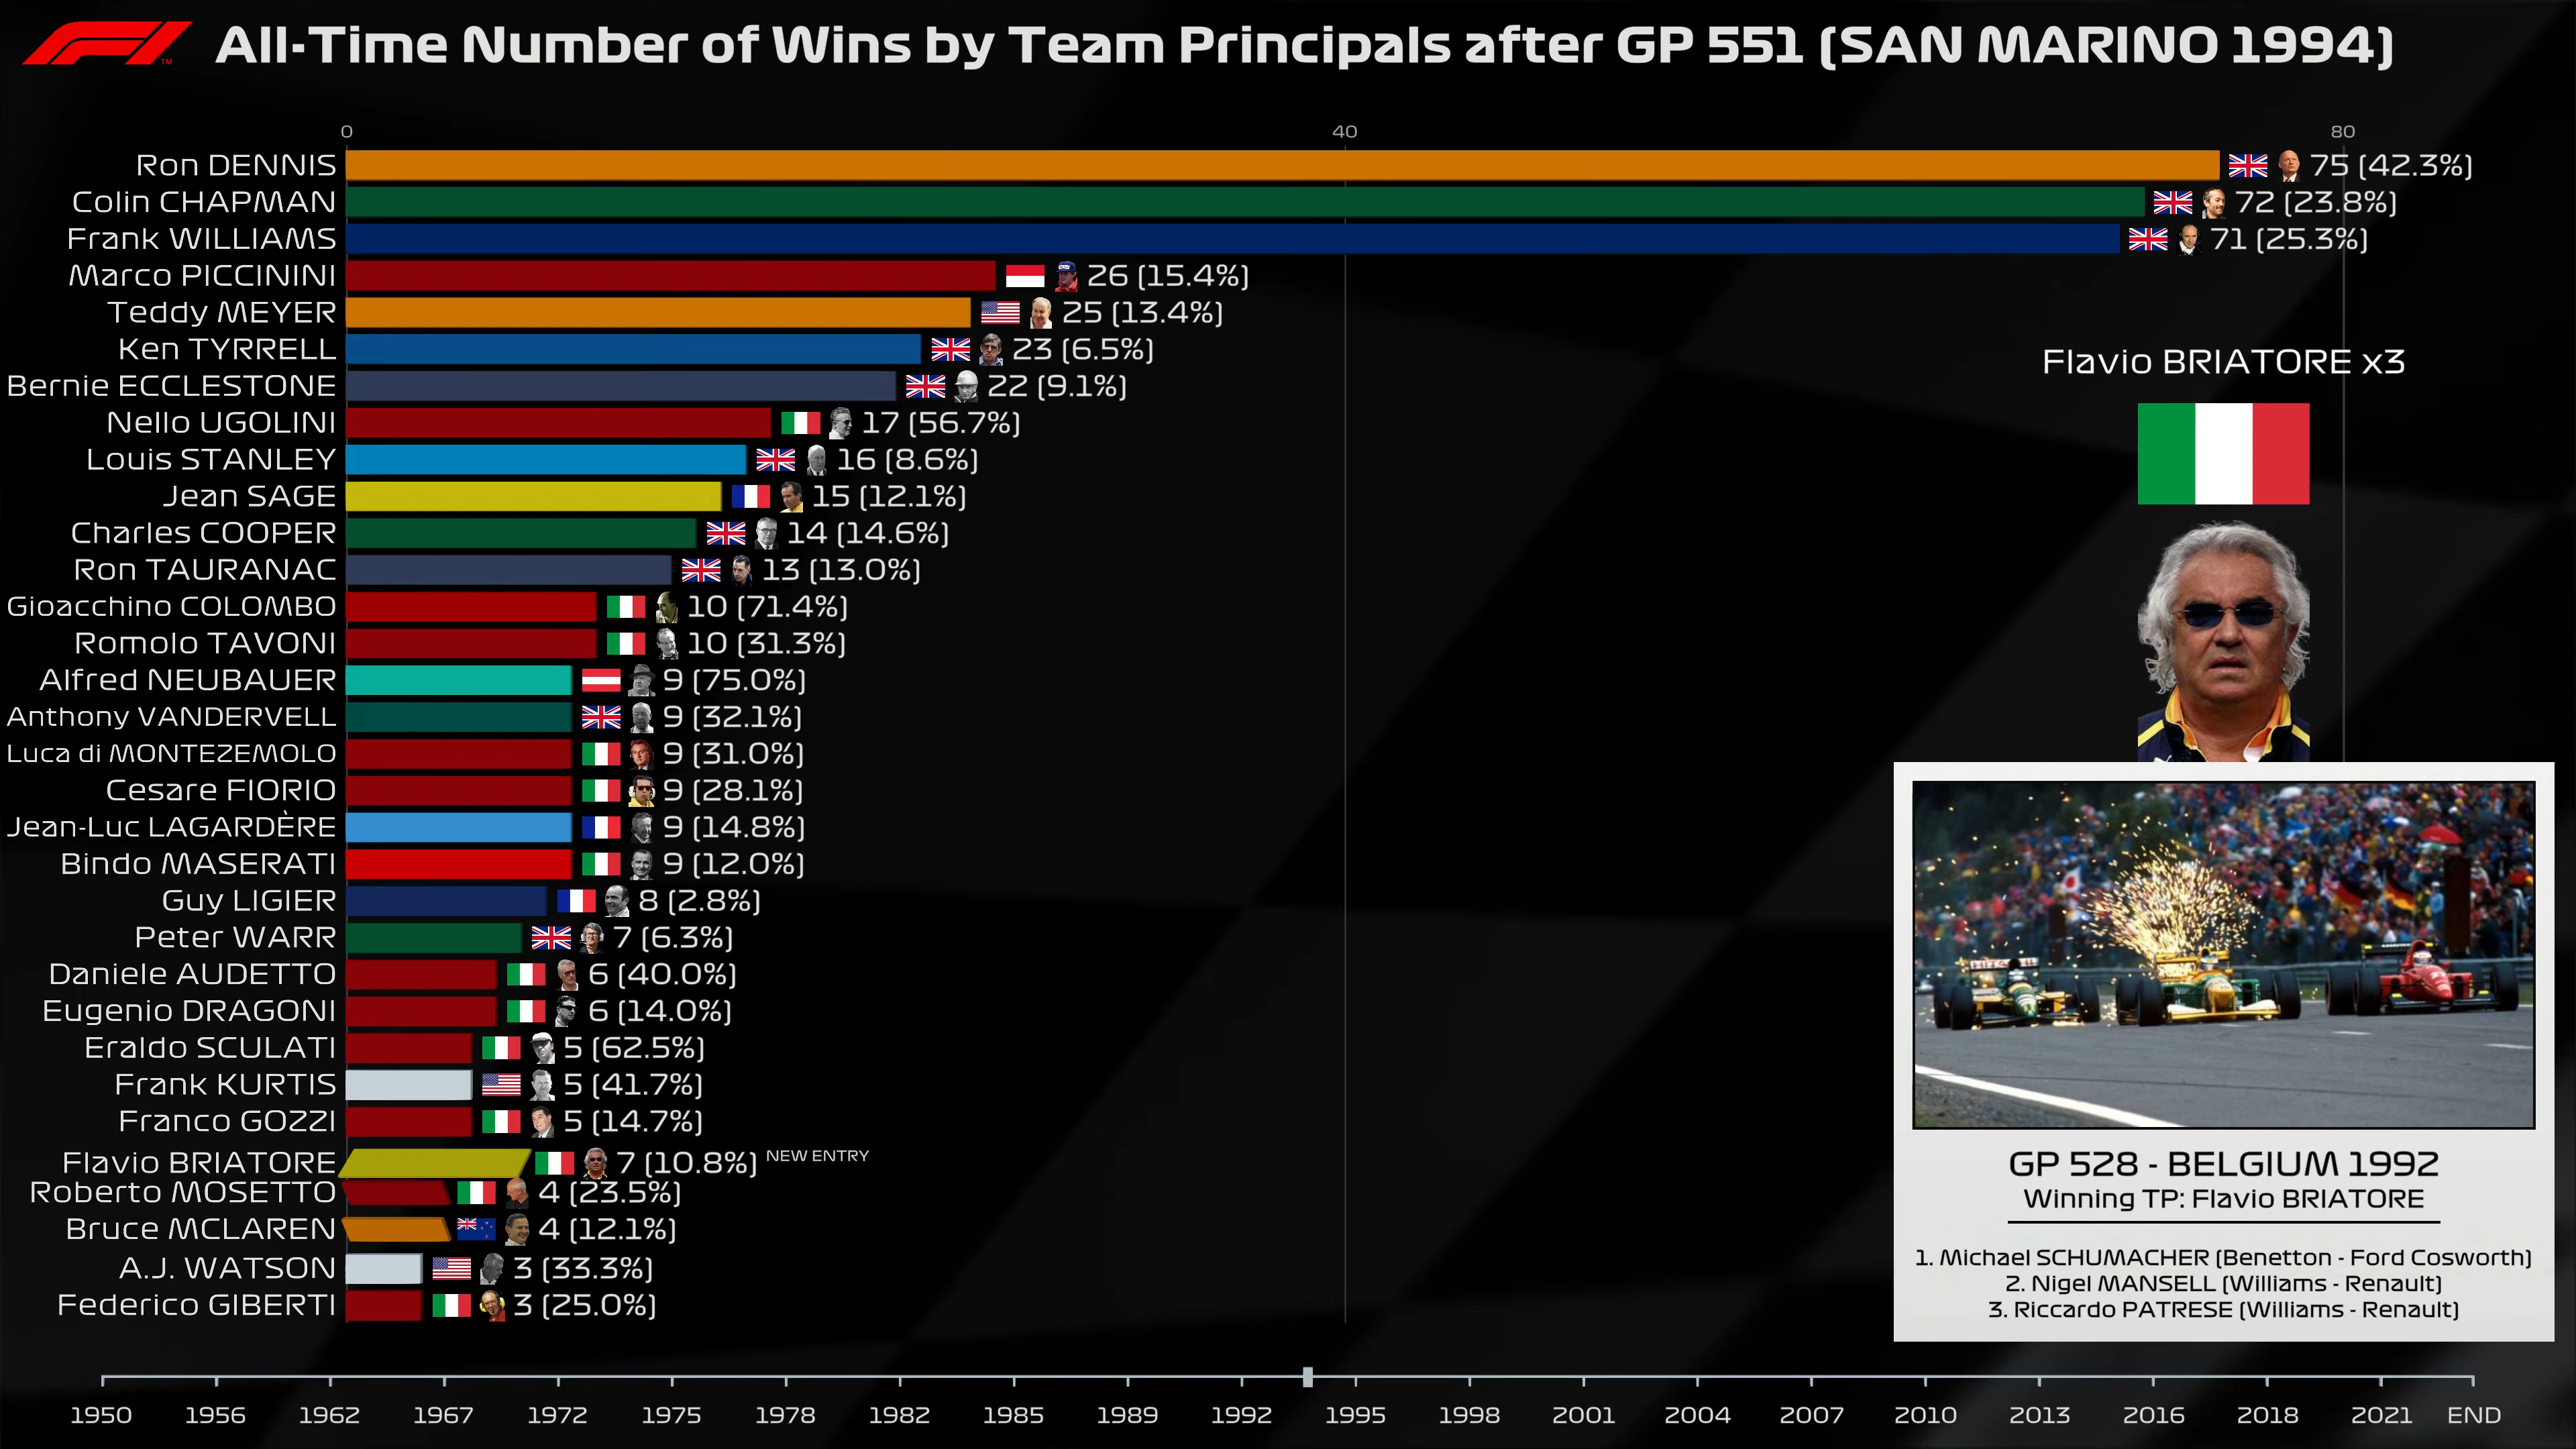 F1™ All-Time Number of Wins by Team Principals after GP 551 (SAN MARINO 1994)
0 40 80
Ron DENNIS 75 (42.3%)
Colin CHAPMAN 72 (23.8%)
Frank WILLIAMS 71 (25.3%)
Marco PICCININI 26 (15.4%)
Teddy MEYER 25 (13.4%)
Ken TYRRELL 23 (6.5%)
Bernie ECCLESTONE 22 (9.1%)
Nello UGOLINI 17 (56.7%)
Louis STANLEY 16 (8.6%)
Jean SAGE 15 (12.1%)
Charles COOPER 14 (14.6%)
Ron TAURANAC 13 (13.0%)
Gioacchino COLOMBO 10 (71.4%)
Romolo TAVONI 10 (31.3%)
Alfred NEUBAUER 9 (75.0%)
Anthony VANDERVELL 9 (32.1%)
Luca di MONTEZEMOLO 9 (31.0%)
Cesare FIORIO 9 (28.1%)
Jean-Luc LAGARDÈRE 9 (14.8%)
Bindo MASERATI 9 (12.0%)
Guy LIGIER 8 (2.8%)
Peter WARR 7 (6.3%)
Daniele AUDETTO 6 (40.0%)
Eugenio DRAGONI 6 (14.0%)
Eraldo SCULATI 5 (62.5%)
Frank KURTIS 5 (41.7%)
Franco GOZZI 5 (14.7%)
Flavio BRIATORE 7 (10.8%) NEW ENTRY
Roberto MOSETTO 4 (23.5%)
Bruce MCLAREN 4 (12.1%)
A.J. WATSON 3 (33.3%)
Federico GIBERTI 3 (25.0%)
Flavio BRIATORE x3
GP 528 - BELGIUM 1992
Winning TP: Flavio BRIATORE
1. Michael SCHUMACHER (Benetton - Ford Cosworth)
2. Nigel MANSELL (Williams - Renault)
3. Riccardo PATRESE (Williams - Renault)
1950 1956 1962 1967 1972 1975 1978 1982 1985 1989 1992 1995 1998 2001 2004 2007 2010 2013 2016 2018 2021 END